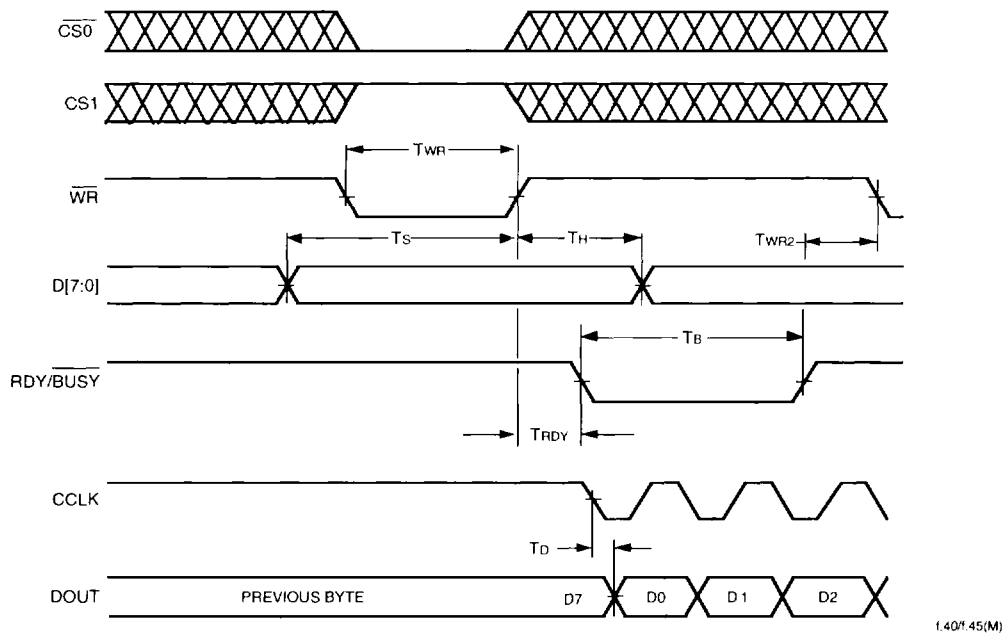 CS0
CS1
TWR
WR
TS TH TWR2
D[7:0]
TB
RDY/BUSY
TRDY
CCLK
TD
DOUT PREVIOUS BYTE D7 D0 D1 D2
f.40/f.45(M)